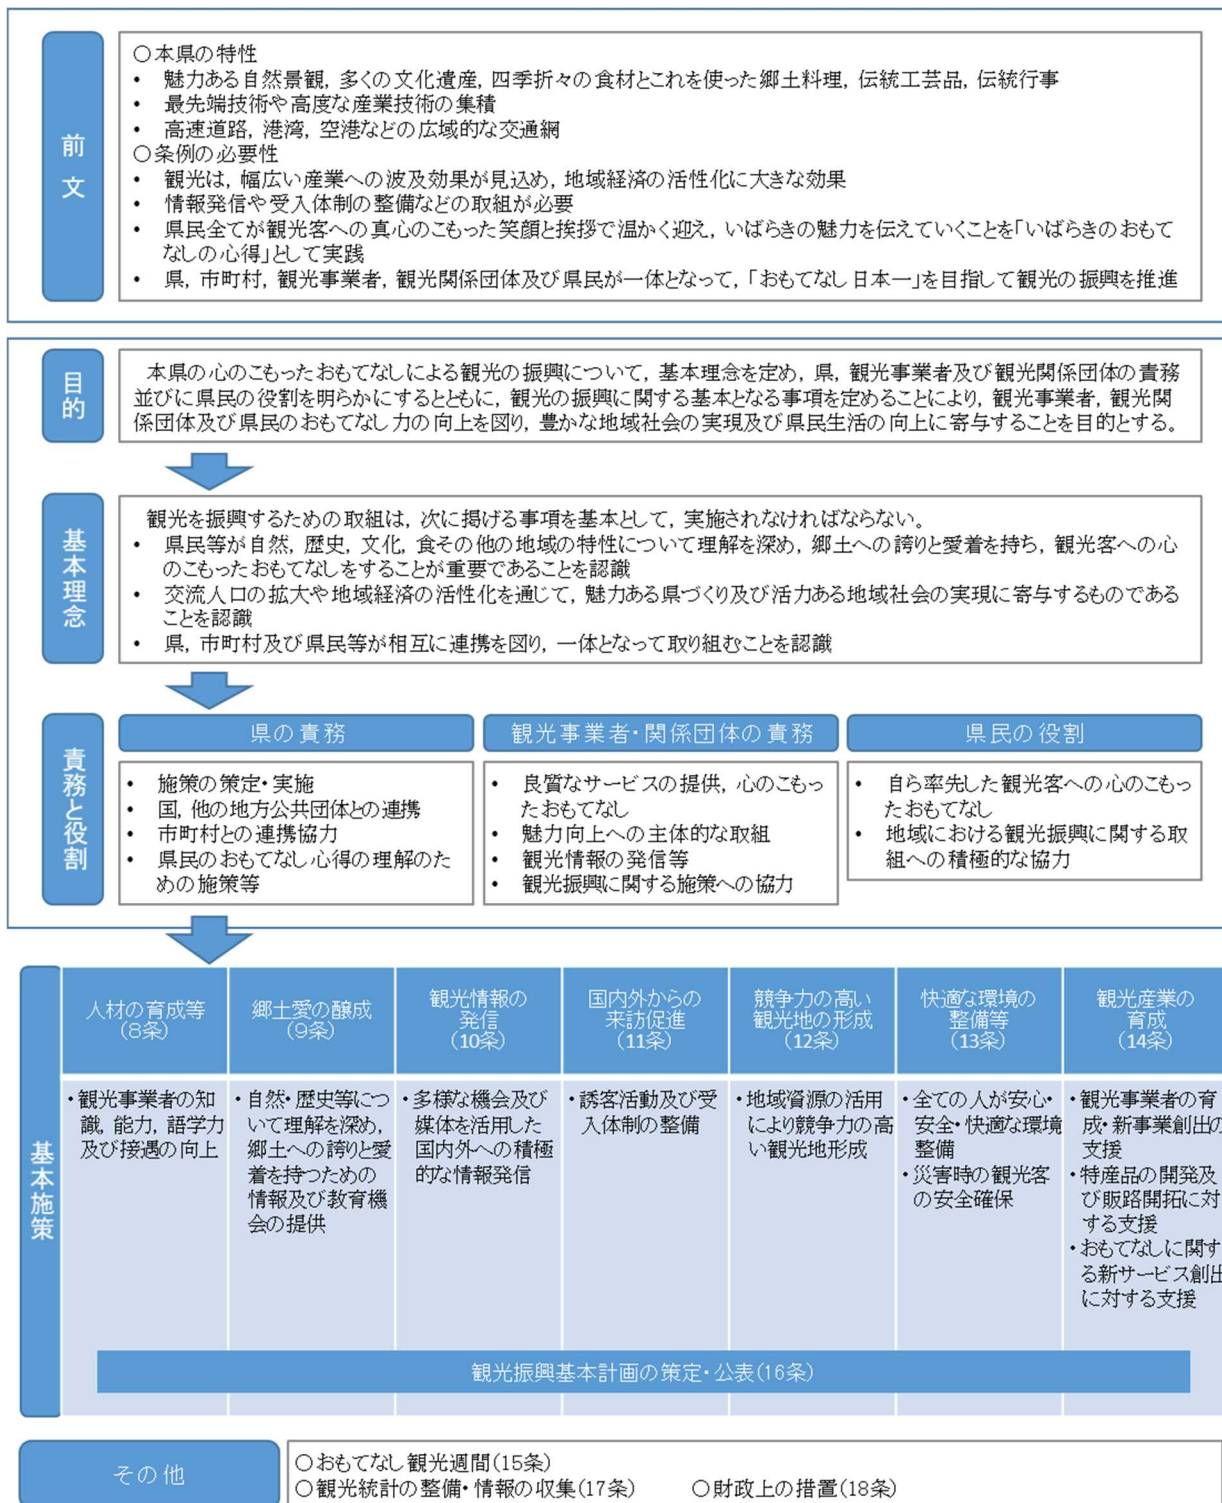 前文
○本県の特性
・ 魅力ある自然景観，多くの文化遺産，四季折々の食材とこれを使った郷土料理，伝統工芸品，伝統行事
・ 最先端技術や高度な産業技術の集積
・ 高速道路，港湾，空港などの広域的な交通網
○条例の必要性
・ 観光は，幅広い産業への波及効果が見込め，地域経済の活性化に大きな効果
・ 情報発信や受入体制の整備などの取組が必要
・ 県民全てが観光客への真心のこもった笑顔と挨拶で温かく迎え，いばらきの魅力を伝えていくことを「いばらきのおもて
なしの心得」として実践
・ 県，市町村，観光事業者，観光関係団体及び県民が一体となって，「おもてなし日本一」を目指して観光の振興を推進
目的
本県の心のこもったおもてなしによる観光の振興について，基本理念を定め，県，観光事業者及び観光関係団体の責務
並びに県民の役割を明らかにするとともに，観光の振興に関する基本となる事項を定めることにより，観光事業者，観光関
係団体及び県民のおもてなし力の向上を図り，豊かな地域社会の実現及び県民生活の向上に寄与することを目的とする。
基本理念
観光を振興するための取組は，次に掲げる事項を基本として，実施されなければならない。
・ 県民等が自然，歴史，文化，食その他の地域の特性について理解を深め，郷土への誇りと愛着を持ち，観光客への心
のこもったおもてなしをすることが重要であることを認識
・ 交流人口の拡大や地域経済の活性化を通じて，魅力ある県づくり及び活力ある地域社会の実現に寄与するものである
ことを認識
・ 県，市町村及び県民等が相互に連携を図り，一体となって取り組むことを認識
責務と役割
県の責務
・ 施策の策定・実施
・ 国，他の地方公共団体との連携
・ 市町村との連携協力
・ 県民のおもてなし心得の理解のた
めの施策等
観光事業者・関係団体の責務
・ 良質なサービスの提供，心のこもっ
たおもてなし
・ 魅力向上への主体的な取組
・ 観光情報の発信等
・ 観光振興に関する施策への協力
県民の役割
・ 自ら率先した観光客への心のこもっ
たおもてなし
・ 地域における観光振興に関する取
組への積極的な協力
基本施策
人材の育成等
(8条)
・観光事業者の知
識，能力，語学力
及び接遇の向上
郷土愛の醸成
(9条)
・自然・歴史等につ
いて理解を深め，
郷土への誇りと愛
着を持つための
情報及び教育機
会の提供
観光情報の
発信
(10条)
・多様な機会及び
媒体を活用した
国内外への積極
的な情報発信
国内外からの
来訪促進
(11条)
・誘客活動及び受
入体制の整備
競争力の高い
観光地の形成
(12条)
・地域資源の活用
により競争力の高
い観光地形成
快適な環境の
整備等
(13条)
・全ての人が安心・
安全・快適な環境
整備
・災害時の観光客
の安全確保
観光産業の
育成
(14条)
・観光事業者の育
成・新事業創出の
支援
・特産品の開発及
び販路開拓に対
する支援
・おもてなしに関す
る新サービス創出
に対する支援
観光振興基本計画の策定・公表(16条)
その他
○おもてなし観光週間(15条)
○観光統計の整備・情報の収集(17条) ○財政上の措置(18条)